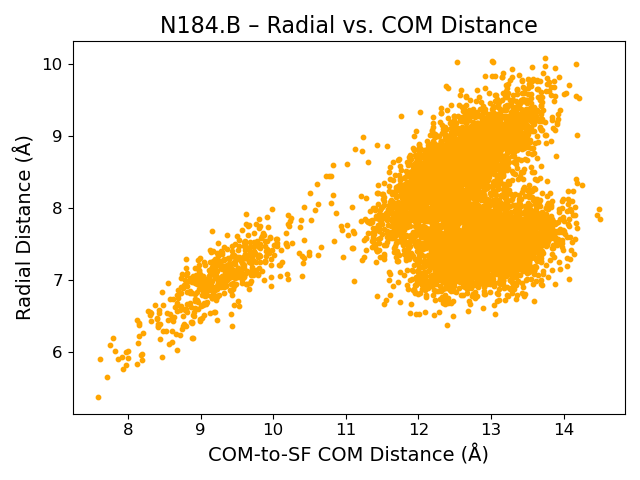 N184.B – Radial vs. COM Distance
Radial Distance (Å)
10
9
8
7
6
8 9 10 11 12 13 14
COM-to-SF COM Distance (Å)